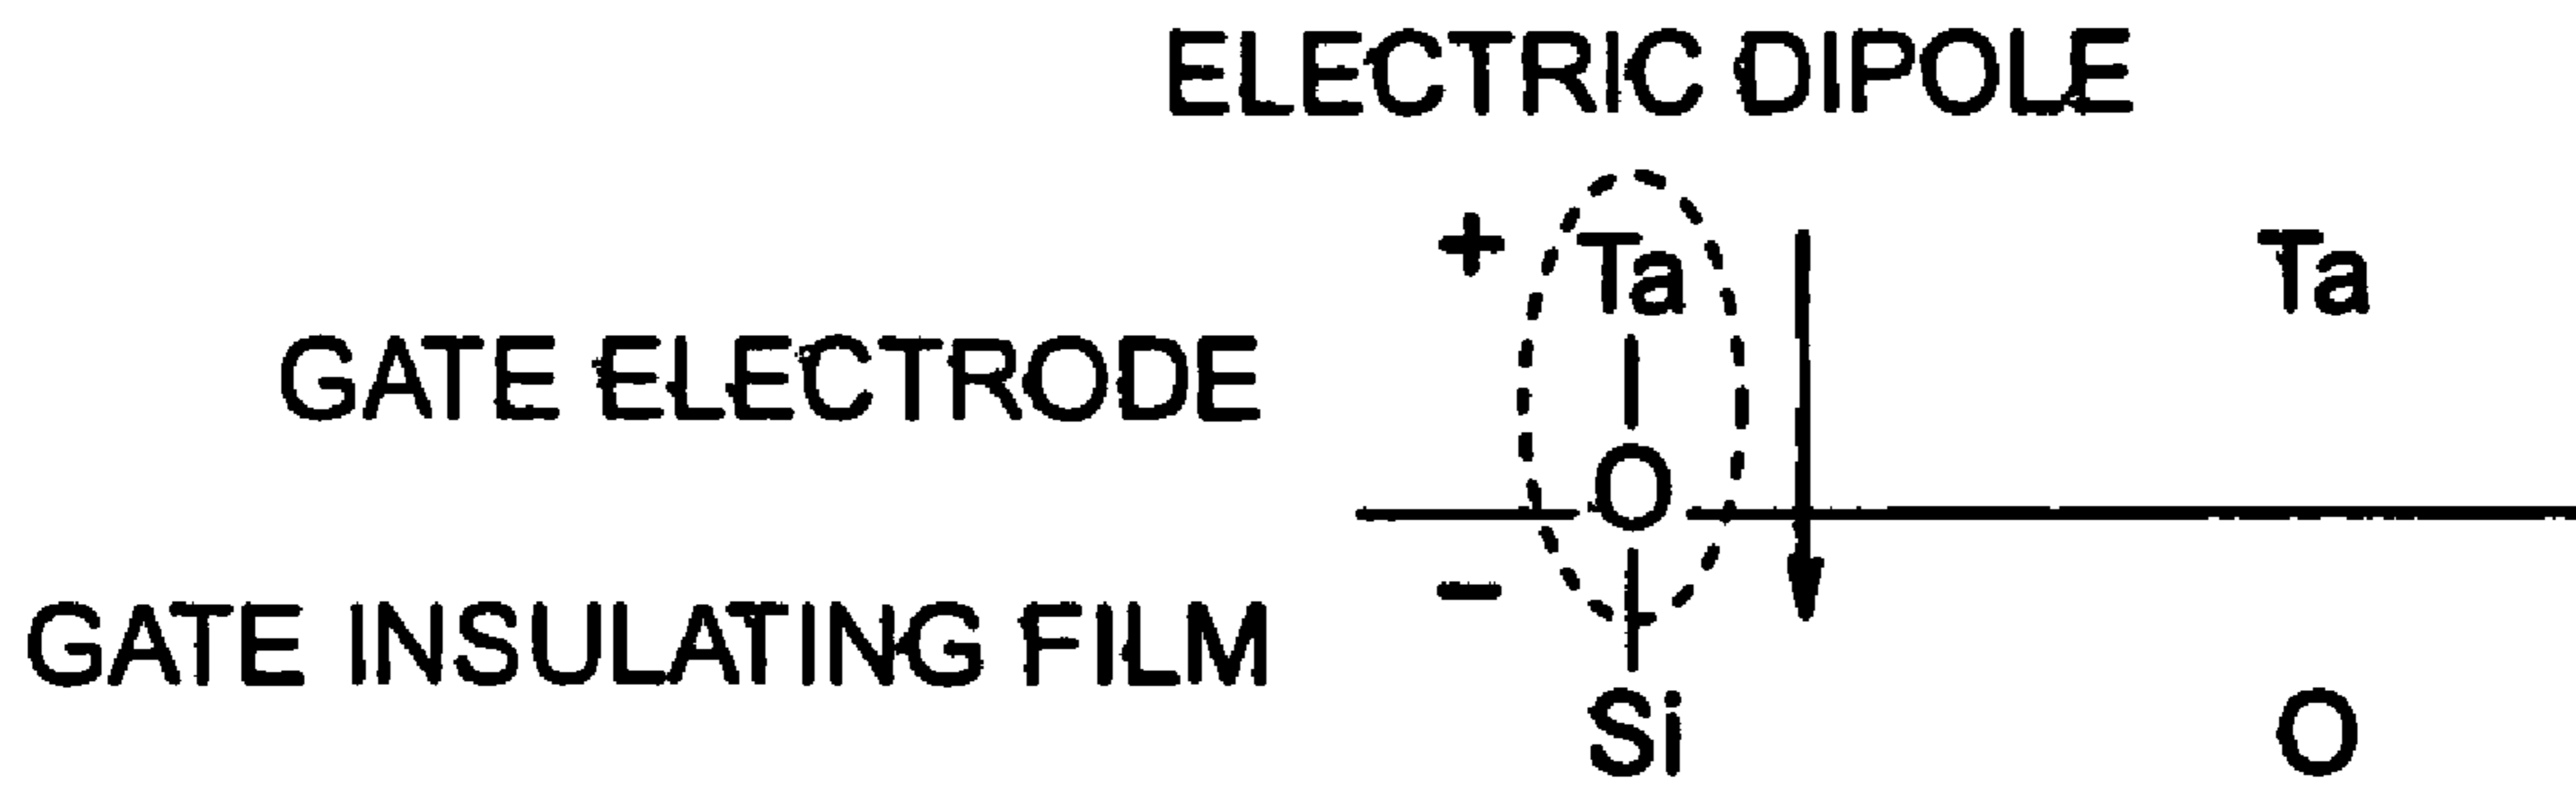 ELECTRIC DIPOLE
+ Ta Ta
GATE ELECTRODE
O
–
GATE INSULATING FILM
Si O